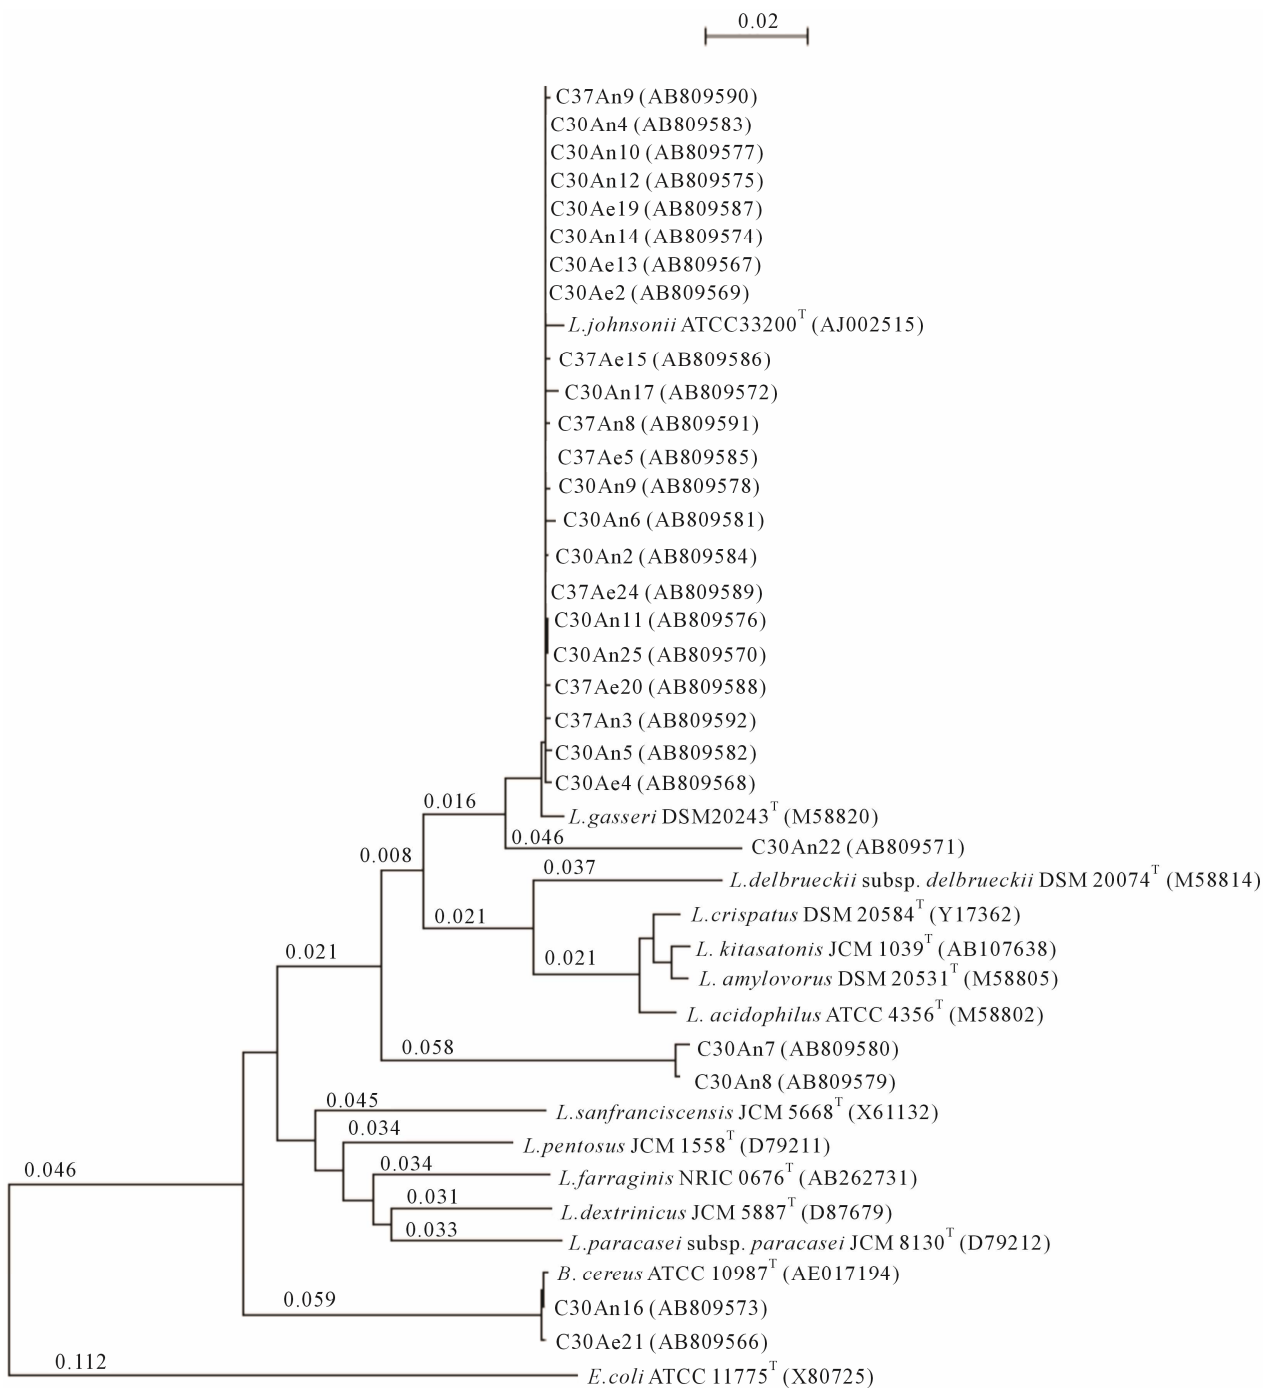 0.02
C37An9 (AB809590)
C30An4 (AB809583)
C30An10 (AB809577)
C30An12 (AB809575)
C30Ae19 (AB809587)
C30An14 (AB809574)
C30Ae13 (AB809567)
C30Ae2 (AB809569)
L.johnsonii ATCC33200T (AJ002515)
C37Ae15 (AB809586)
C30An17 (AB809572)
C37An8 (AB809591)
C37Ae5 (AB809585)
C30An9 (AB809578)
C30An6 (AB809581)
C30An2 (AB809584)
C37Ae24 (AB809589)
C30An11 (AB809576)
C30An25 (AB809570)
C37Ae20 (AB809588)
C37An3 (AB809592)
C30An5 (AB809582)
C30Ae4 (AB809568)
0.016
L.gasseri DSM20243T (M58820)
0.046
C30An22 (AB809571)
0.008
0.037
L.delbrueckii subsp. delbrueckii DSM 20074T (M58814)
0.021
L.crispatus DSM 20584T (Y17362)
L. kitasatonis JCM 1039T (AB107638)
0.021
0.021
L. amylovorus DSM 20531T (M58805)
L. acidophilus ATCC 4356T (M58802)
0.058
C30An7 (AB809580)
C30An8 (AB809579)
0.045
L.sanfranciscensis JCM 5668T (X61132)
0.034
L.pentosus JCM 1558T (D79211)
0.046
0.034
L.farraginis NRIC 0676T (AB262731)
0.031
L.dextrinicus JCM 5887T (D87679)
0.033
L.paracasei subsp. paracasei JCM 8130T (D79212)
B. cereus ATCC 10987T (AE017194)
0.059
C30An16 (AB809573)
C30Ae21 (AB809566)
0.112
E.coli ATCC 11775T (X80725)